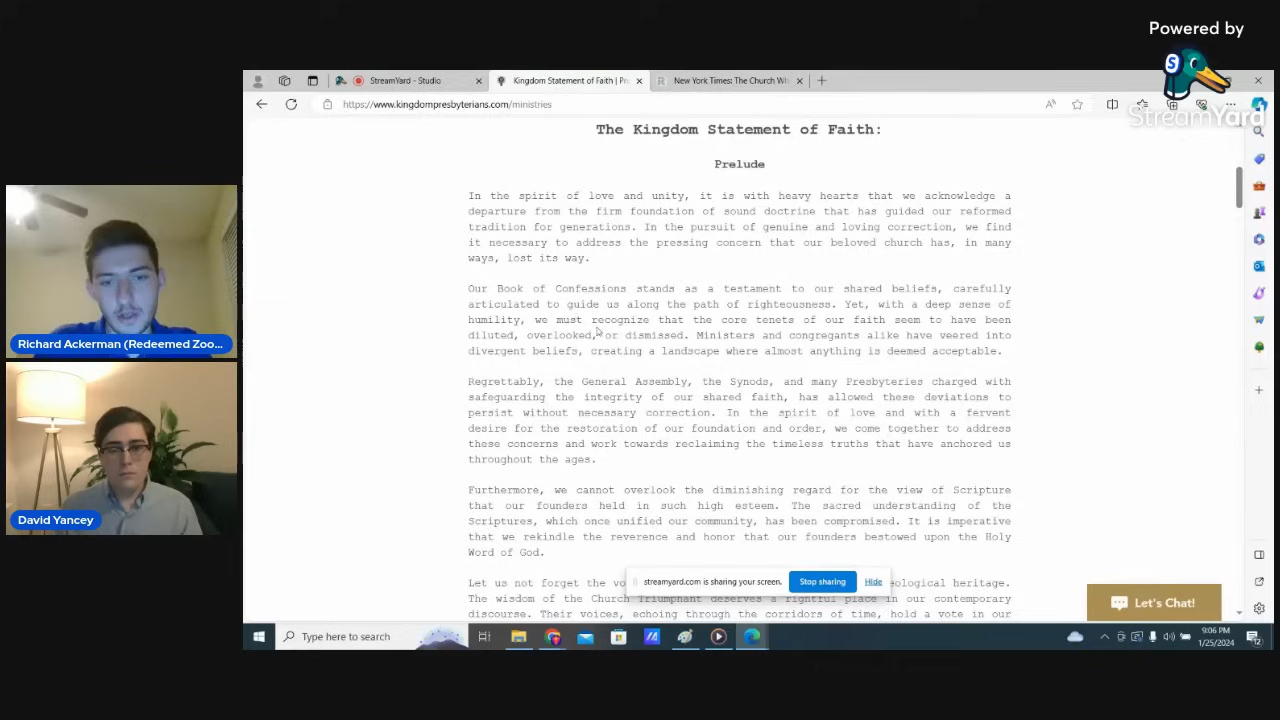 Powered by
StreamYard
StreamYard - Studio
Kingdom Statement of Faith | Pr
New York Times: The Church Wh
https://www.kingdompresbyterians.com/ministries
The Kingdom Statement of Faith:
Prelude
In the spirit of love and unity, it is with heavy hearts that we acknowledge a
departure from the firm foundation of sound doctrine that has guided our reformed
tradition for generations. In the pursuit of genuine and loving correction, we find
it necessary to address the pressing concern that our beloved church has, in many
ways, lost its way.
Our Book of Confessions stands as a testament to our shared beliefs, carefully
articulated to guide us along the path of righteousness. Yet, with a deep sense of
humility, we must recognize that the core tenets of our faith seem to have been
diluted, overlooked, or dismissed. Ministers and congregants alike have veered into
divergent beliefs, creating a landscape where almost anything is deemed acceptable.
Regrettably, the General Assembly, the Synods, and many Presbyteries charged with
safeguarding the integrity of our shared faith, has allowed these deviations to
persist without necessary correction. In the spirit of love and with a fervent
desire for the restoration of our foundation and order, we come together to address
these concerns and work towards reclaiming the timeless truths that have anchored us
throughout the ages.
Furthermore, we cannot overlook the diminishing regard for the view of Scripture
that our founders held in such high esteem. The sacred understanding of the
Scriptures, which once unified our community, has been compromised. It is imperative
that we rekindle the reverence and honor that our founders bestowed upon the Holy
Word of God.
Let us not forget the vo eological heritage.
The wisdom of the Church Triumphant deserves a rightful place in our contemporary
discourse. Their voices, echoing through the corridors of time, hold a vote in our
streamyard.com is sharing your screen.
Stop sharing
Hide
Let's Chat!
Richard Ackerman (Redeemed Zoo...
David Yancey
Type here to search
9:06 PM
1/25/2024
12